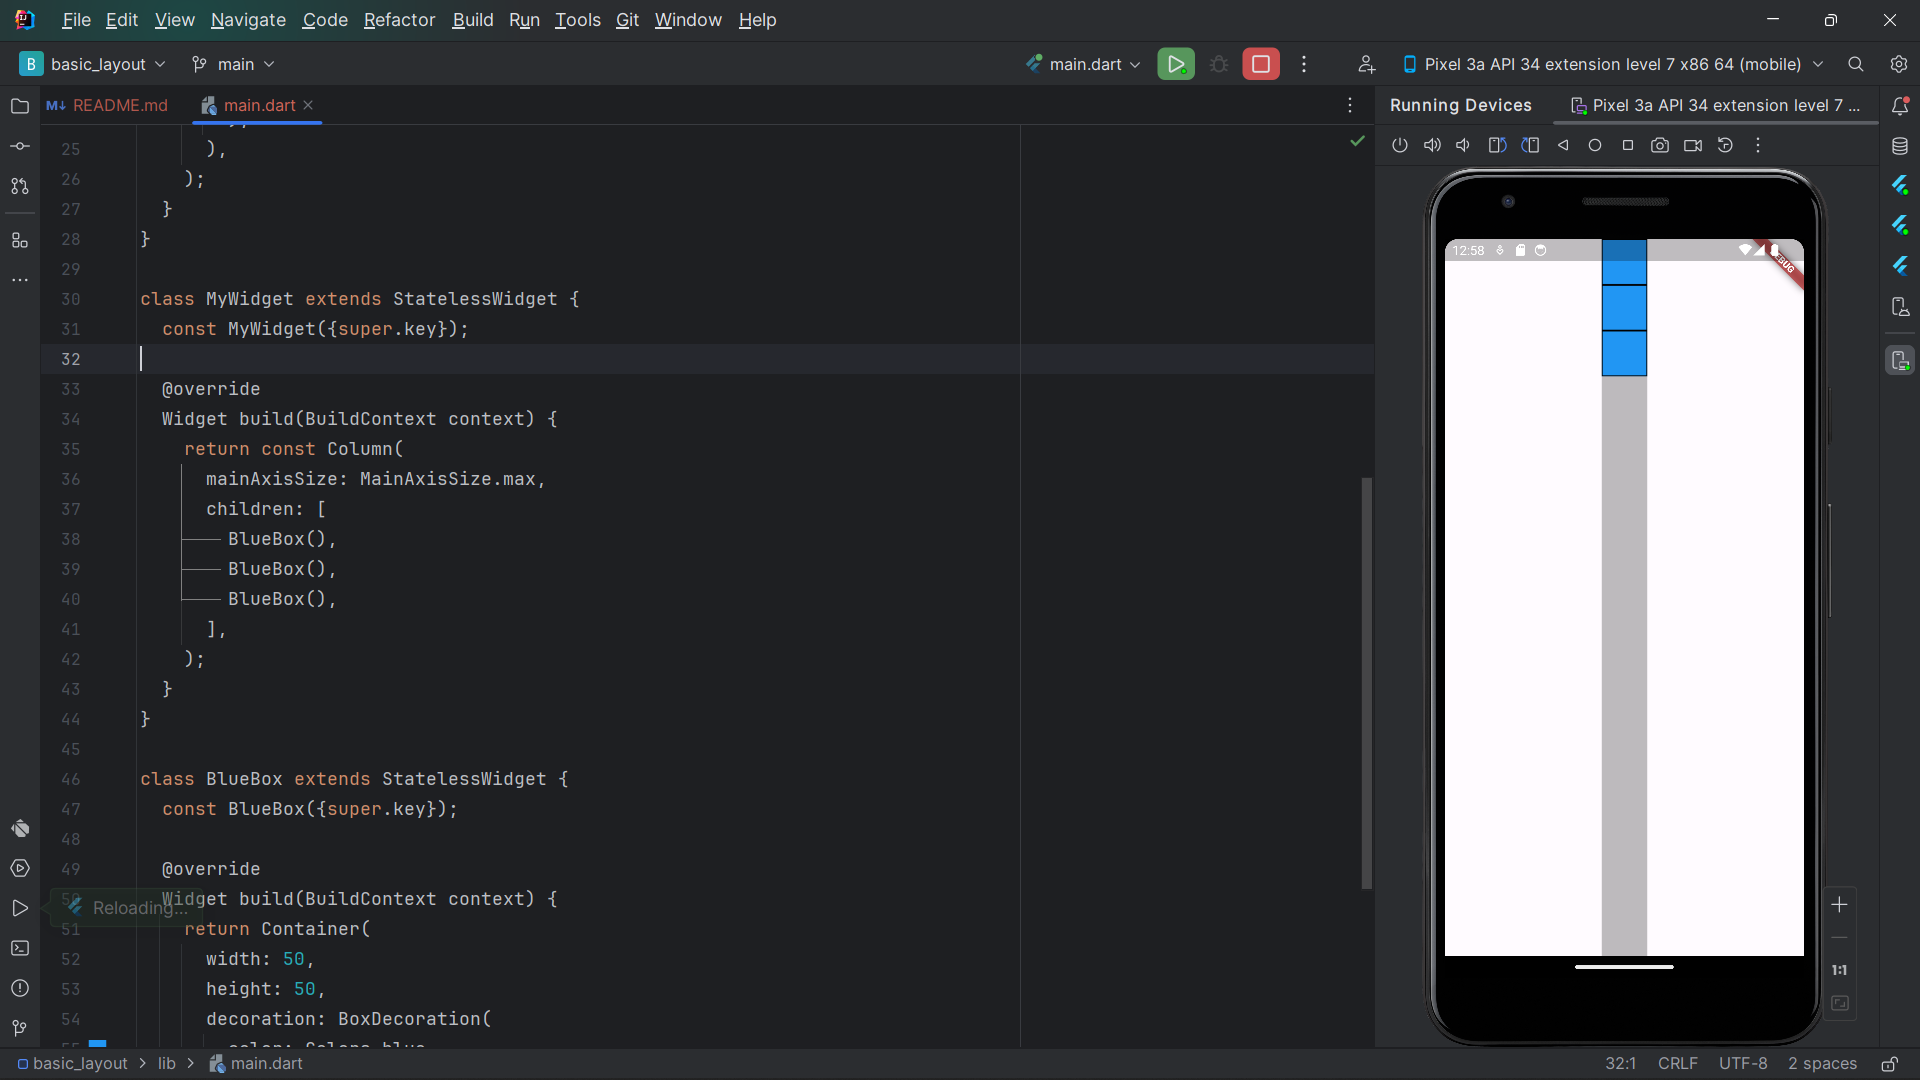 File Edit View Navigate Code Refactor Build Run Tools Git Window Help
B basic_layout main main.dart Pixel 3a API 34 extension level 7 x86 64 (mobile)
M↓ README.md main.dart Running Devices Pixel 3a API 34 extension level 7 ...
25 ),
26 );
27 }
28 }
29
30 class MyWidget extends StatelessWidget {
31 const MyWidget({super.key});
32
33 @override
34 Widget build(BuildContext context) {
35 return const Column(
36 mainAxisSize: MainAxisSize.max,
37 children: [
38 BlueBox(),
39 BlueBox(),
40 BlueBox(),
41 ],
42 );
43 }
44 }
45
46 class BlueBox extends StatelessWidget {
47 const BlueBox({super.key});
48
49 @override
50 Widget build(BuildContext context) {
Reloading...
51 return Container(
52 width: 50,
53 height: 50,
54 decoration: BoxDecoration(
55 color: Colors.blue
12:58
1:1
basic_layout > lib > main.dart 32:1 CRLF UTF-8 2 spaces